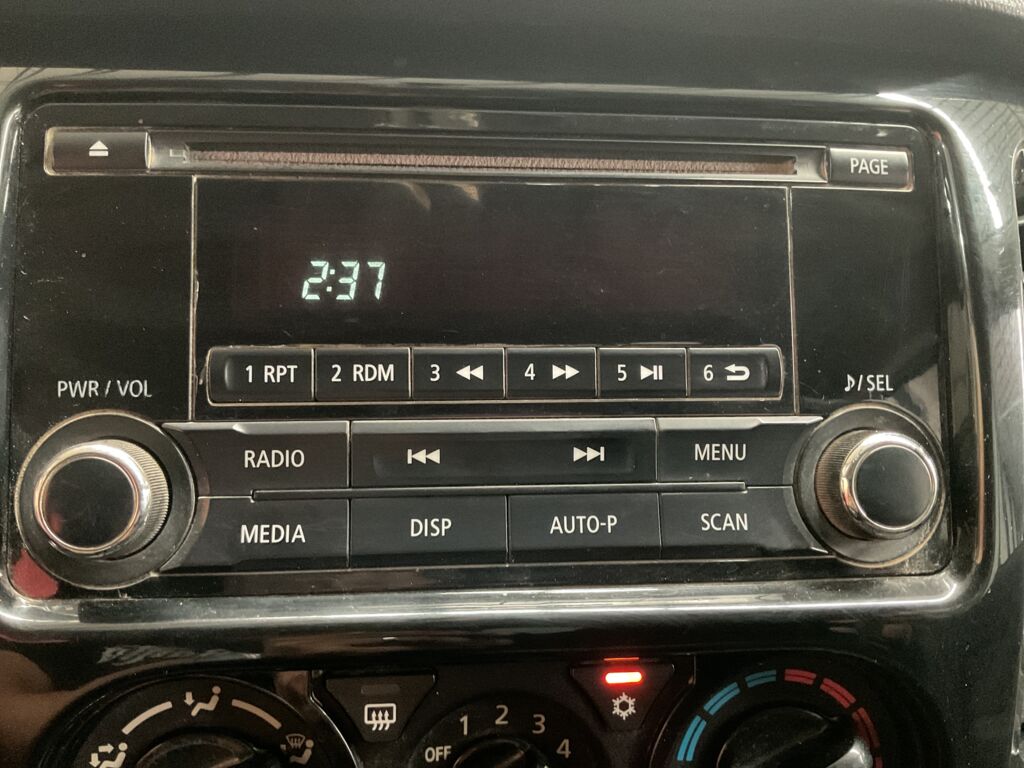 PAGE
2:37
1 RPT 2 RDM 3 4 5 6
PWR / VOL
♪/SEL
RADIO MENU
MEDIA DISP AUTO-P SCAN
OFF 1 2 3 4